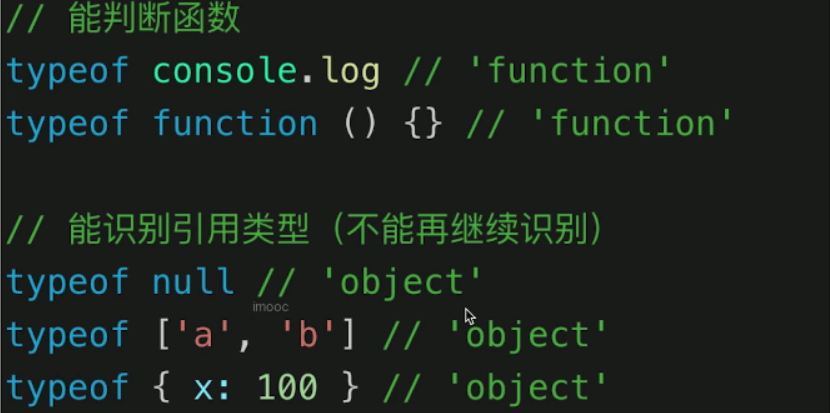 // 能判断函数
typeof console.log // 'function'
typeof function () {} // 'function'
// 能识别引用类型（不能再继续识别）
typeof null // 'object'
imooc
typeof ['a', 'b'] // 'object'
typeof { x: 100 } // 'object'